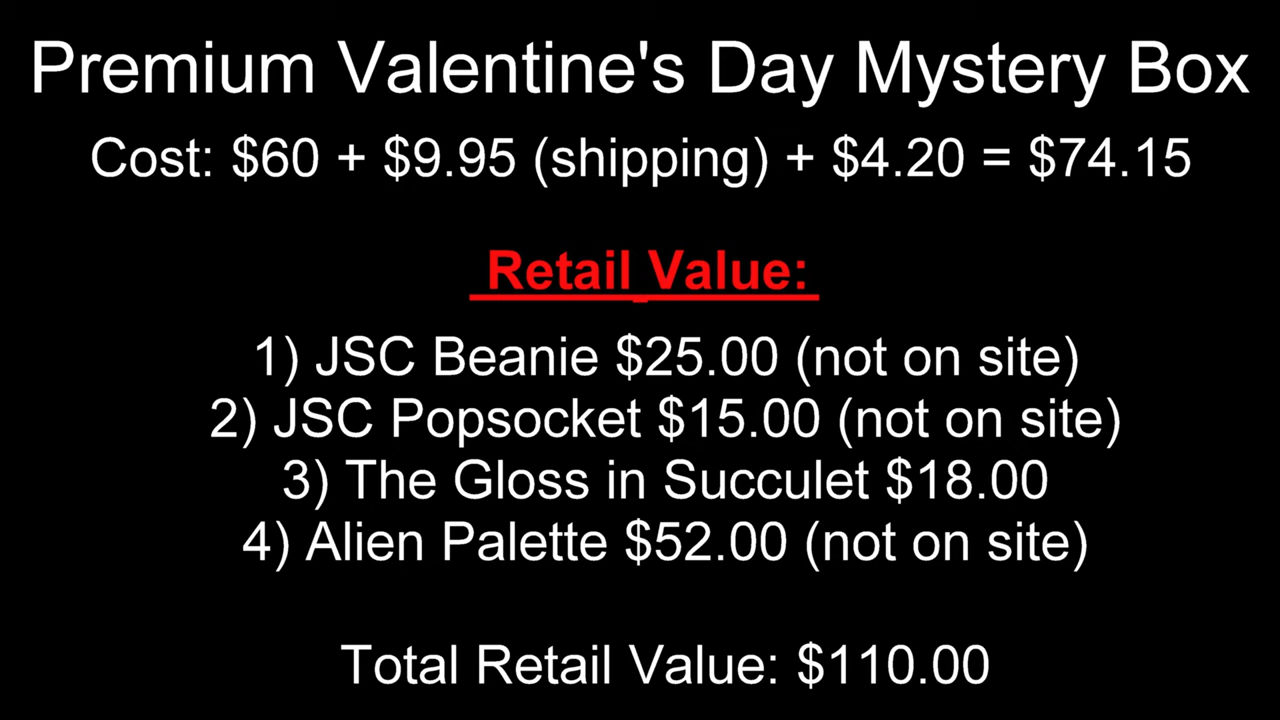 Premium Valentine's Day Mystery Box
Cost: $60 + $9.95 (shipping) + $4.20 = $74.15
Retail Value:
1) JSC Beanie $25.00 (not on site)
2) JSC Popsocket $15.00 (not on site)
3) The Gloss in Succulet $18.00
4) Alien Palette $52.00 (not on site)
Total Retail Value: $110.00